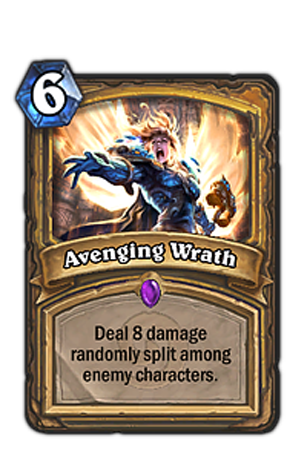 6
Avenging Wrath
Deal 8 damage
randomly split among
enemy characters.